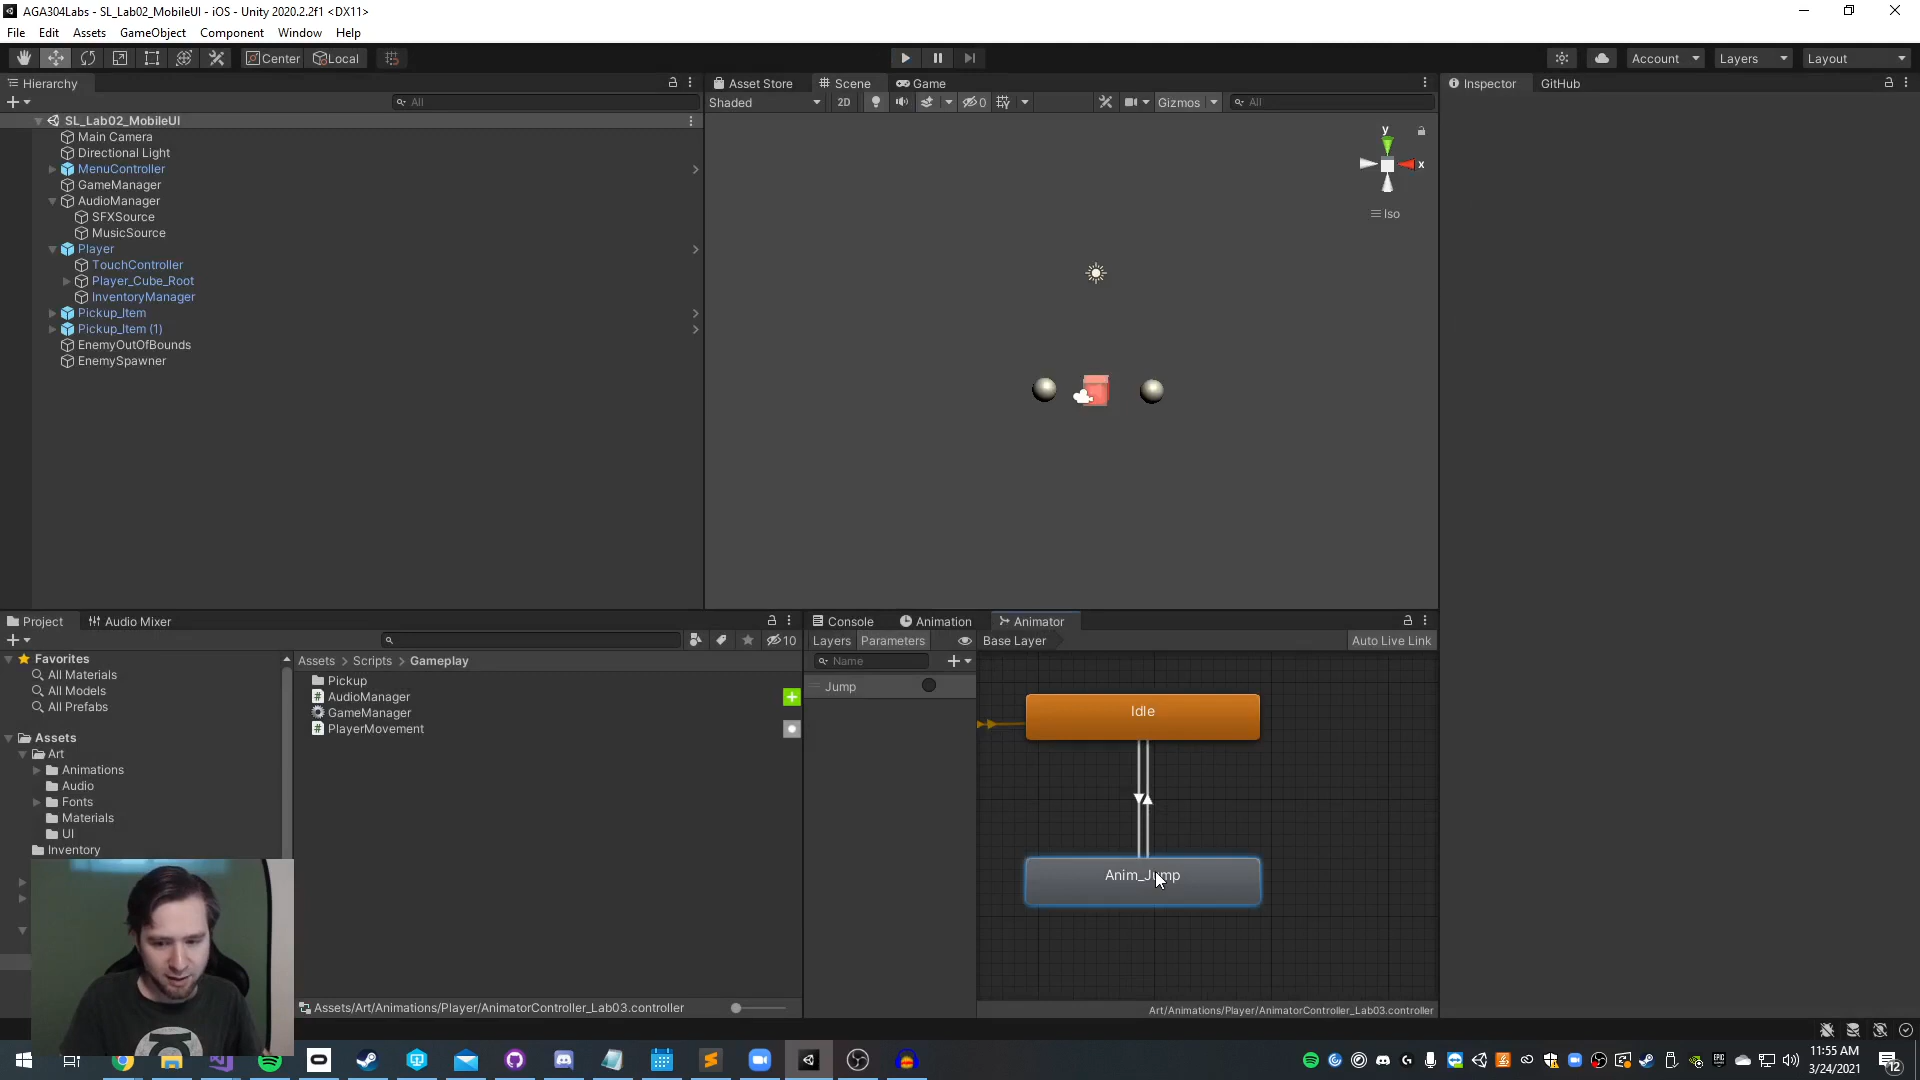 AGA304Labs - SL_Lab02_MobileUI - iOS - Unity 2020.2.2f1 <DX11>
File Edit Assets GameObject Component Window Help
Center Local Account Layers Layout
Hierarchy Asset Store Scene Game Inspector GitHub
All Shaded 2D 0 Gizmos All
SL_Lab02_MobileUI
Main Camera
Directional Light
MenuController
GameManager
AudioManager
SFXSource
MusicSource
Player
TouchController
Player_Cube_Root
InventoryManager
Pickup_Item
Pickup_Item (1)
EnemyOutOfBounds
EnemySpawner
y
x
Iso
Project Audio Mixer
10
Favorites
All Materials
All Models
All Prefabs
Assets
Art
Animations
Audio
Fonts
Materials
UI
Inventory
Assets > Scripts > Gameplay
Pickup
AudioManager
GameManager
PlayerMovement
Assets/Art/Animations/Player/AnimatorController_Lab03.controller
Console Animation Animator
Layers Parameters Base Layer Auto Live Link
Name
Jump
Idle
Anim_Jump
Art/Animations/Player/AnimatorController_Lab03.controller
11:55 AM
3/24/2021
12